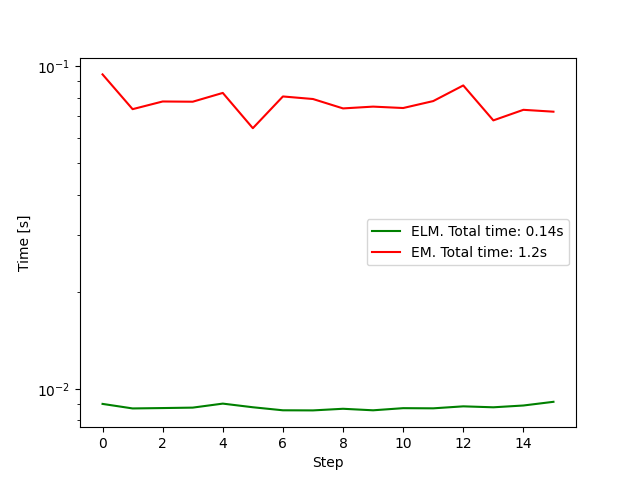 10⁻¹
10⁻²
Time [s]
ELM. Total time: 0.14s
EM. Total time: 1.2s
0 2 4 6 8 10 12 14
Step